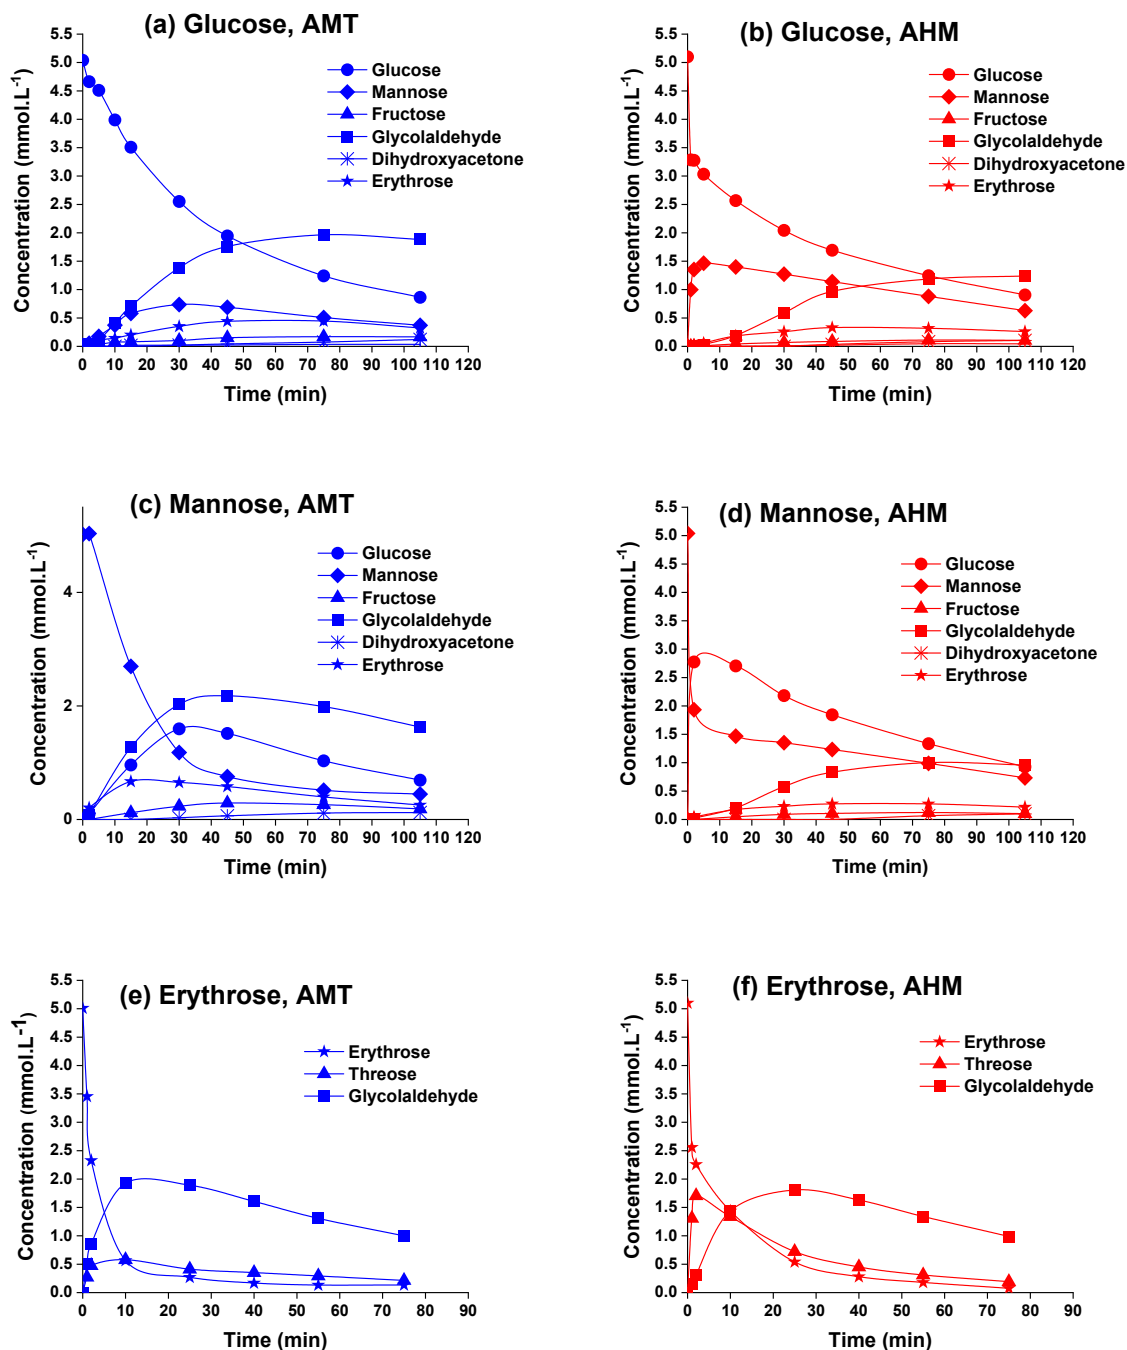 (a) Glucose, AMT
5.5
5.0
4.5
4.0
3.5
3.0
2.5
2.0
1.5
1.0
0.5
0.0
Concentration (mmol.L⁻¹)
Glucose
Mannose
Fructose
Glycolaldehyde
Dihydroxyacetone
Erythrose
0 10 20 30 40 50 60 70 80 90 100 110 120
Time (min)
(b) Glucose, AHM
5.5
5.0
4.5
4.0
3.5
3.0
2.5
2.0
1.5
1.0
0.5
0.0
Concentration (mmol.L⁻¹)
Glucose
Mannose
Fructose
Glycolaldehyde
Dihydroxyacetone
Erythrose
0 10 20 30 40 50 60 70 80 90 100 110 120
Time (min)
(c) Mannose, AMT
4
2
0
Concentration (mmol.L⁻¹)
Glucose
Mannose
Fructose
Glycolaldehyde
Dihydroxyacetone
Erythrose
0 10 20 30 40 50 60 70 80 90 100 110 120
Time (min)
(d) Mannose, AHM
5.5
5.0
4.5
4.0
3.5
3.0
2.5
2.0
1.5
1.0
0.5
0.0
Concentration (mmol.L⁻¹)
Glucose
Mannose
Fructose
Glycolaldehyde
Dihydroxyacetone
Erythrose
0 10 20 30 40 50 60 70 80 90 100 110 120
Time (min)
(e) Erythrose, AMT
5.5
5.0
4.5
4.0
3.5
3.0
2.5
2.0
1.5
1.0
0.5
0.0
Concentration (mmol.L⁻¹)
Erythrose
Threose
Glycolaldehyde
0 10 20 30 40 50 60 70 80 90
Time (min)
(f) Erythrose, AHM
5.5
5.0
4.5
4.0
3.5
3.0
2.5
2.0
1.5
1.0
0.5
0.0
Concentration (mmol.L⁻¹)
Erythrose
Threose
Glycolaldehyde
0 10 20 30 40 50 60 70 80 90
Time (min)